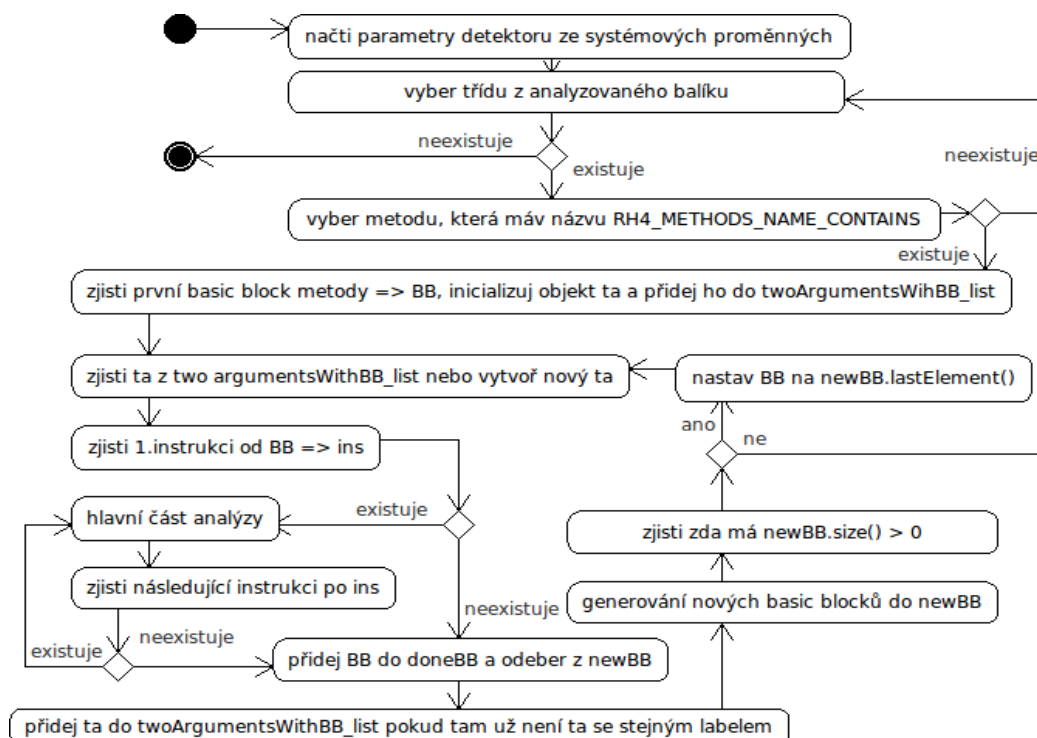 načti parametry detektoru ze systémových proměnných
vyber třídu z analyzovaného balíku
neexistuje
existuje
neexistuje
vyber metodu, která máv názvu RH4_METHODS_NAME_CONTAINS
existuje
zjisti první basic block metody => BB, inicializuj objekt ta a přidej ho do twoArgumentsWihBB_list
zjisti ta z two argumentsWithBB_list nebo vytvoř nový ta
nastav BB na newBB.lastElement()
ano
ne
zjisti 1.instrukci od BB => ins
existuje
hlavní část analýzy
zjisti zda má newBB.size() > 0
zjisti následující instrukci po ins
generování nových basic blocků do newBB
neexistuje
neexistuje
existuje
přidej BB do doneBB a odeber z newBB
přidej ta do twoArgumentsWithBB_list pokud tam už není ta se stejným labelem